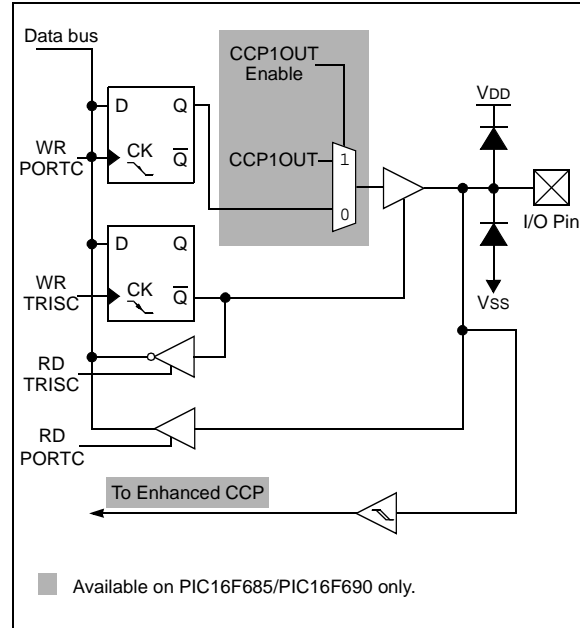 Data bus
CCP1OUT
Enable
VDD
D Q
WR
PORTC
CK Q
CCP1OUT
1
0
I/O Pin
D Q
WR
TRISC
CK Q
VSS
RD
TRISC
RD
PORTC
To Enhanced CCP
Available on PIC16F685/PIC16F690 only.